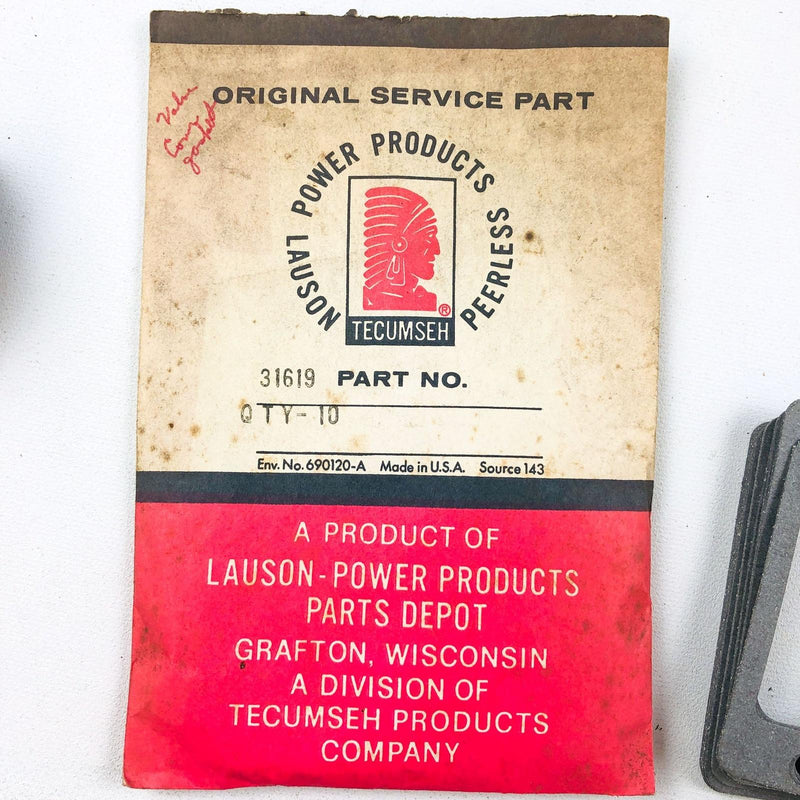 Valve
Cover
gasket
ORIGINAL SERVICE PART
LAUSON POWER PRODUCTS PEERLESS
®
TECUMSEH
31619 PART NO.
QTY-10
Env. No. 690120-A Made in U.S.A. Source 143
A PRODUCT OF
LAUSON-POWER PRODUCTS
PARTS DEPOT
GRAFTON, WISCONSIN
A DIVISION OF
TECUMSEH PRODUCTS
COMPANY